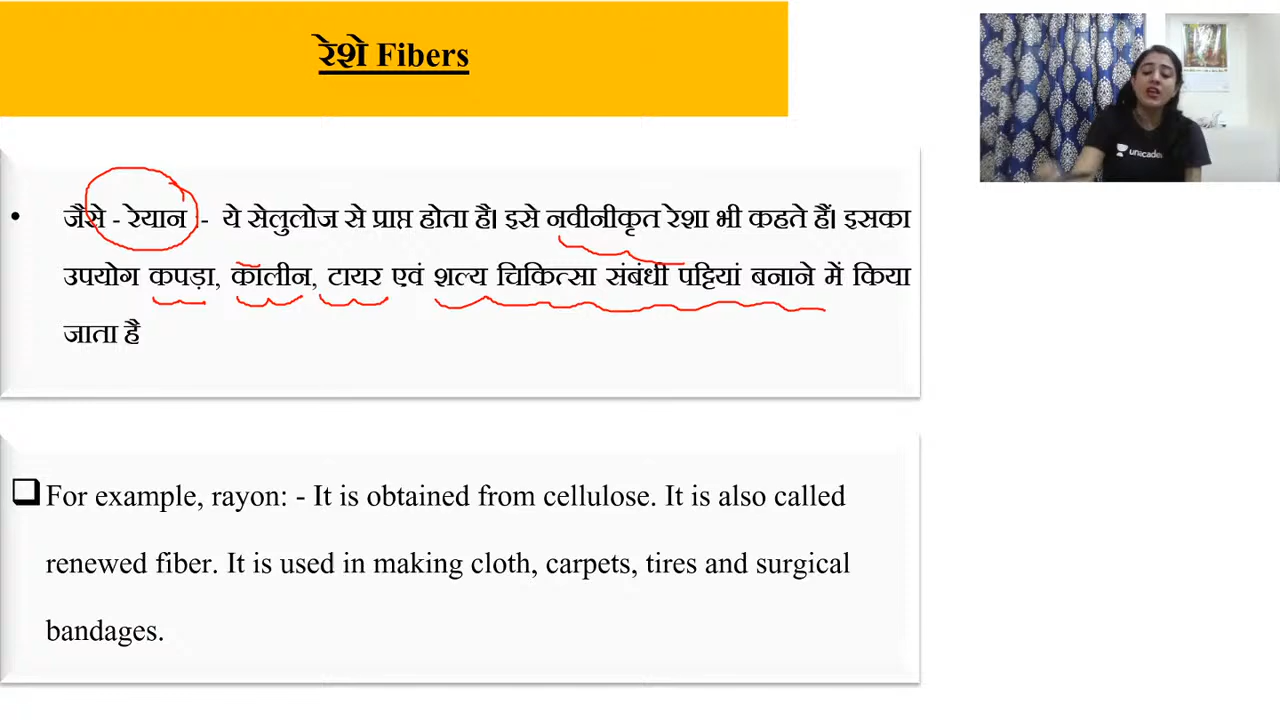 रेशे Fibers
• जैसे - रेयान :- ये सेलुलोज से प्राप्त होता है। इसे नवीनीकृत रेशा भी कहते हैं। इसका
उपयोग कपड़ा, कॉलीन, टायर एवं शल्य चिकित्सा संबंधी पट्टियां बनाने में किया
जाता है
For example, rayon: - It is obtained from cellulose. It is also called
renewed fiber. It is used in making cloth, carpets, tires and surgical
bandages.